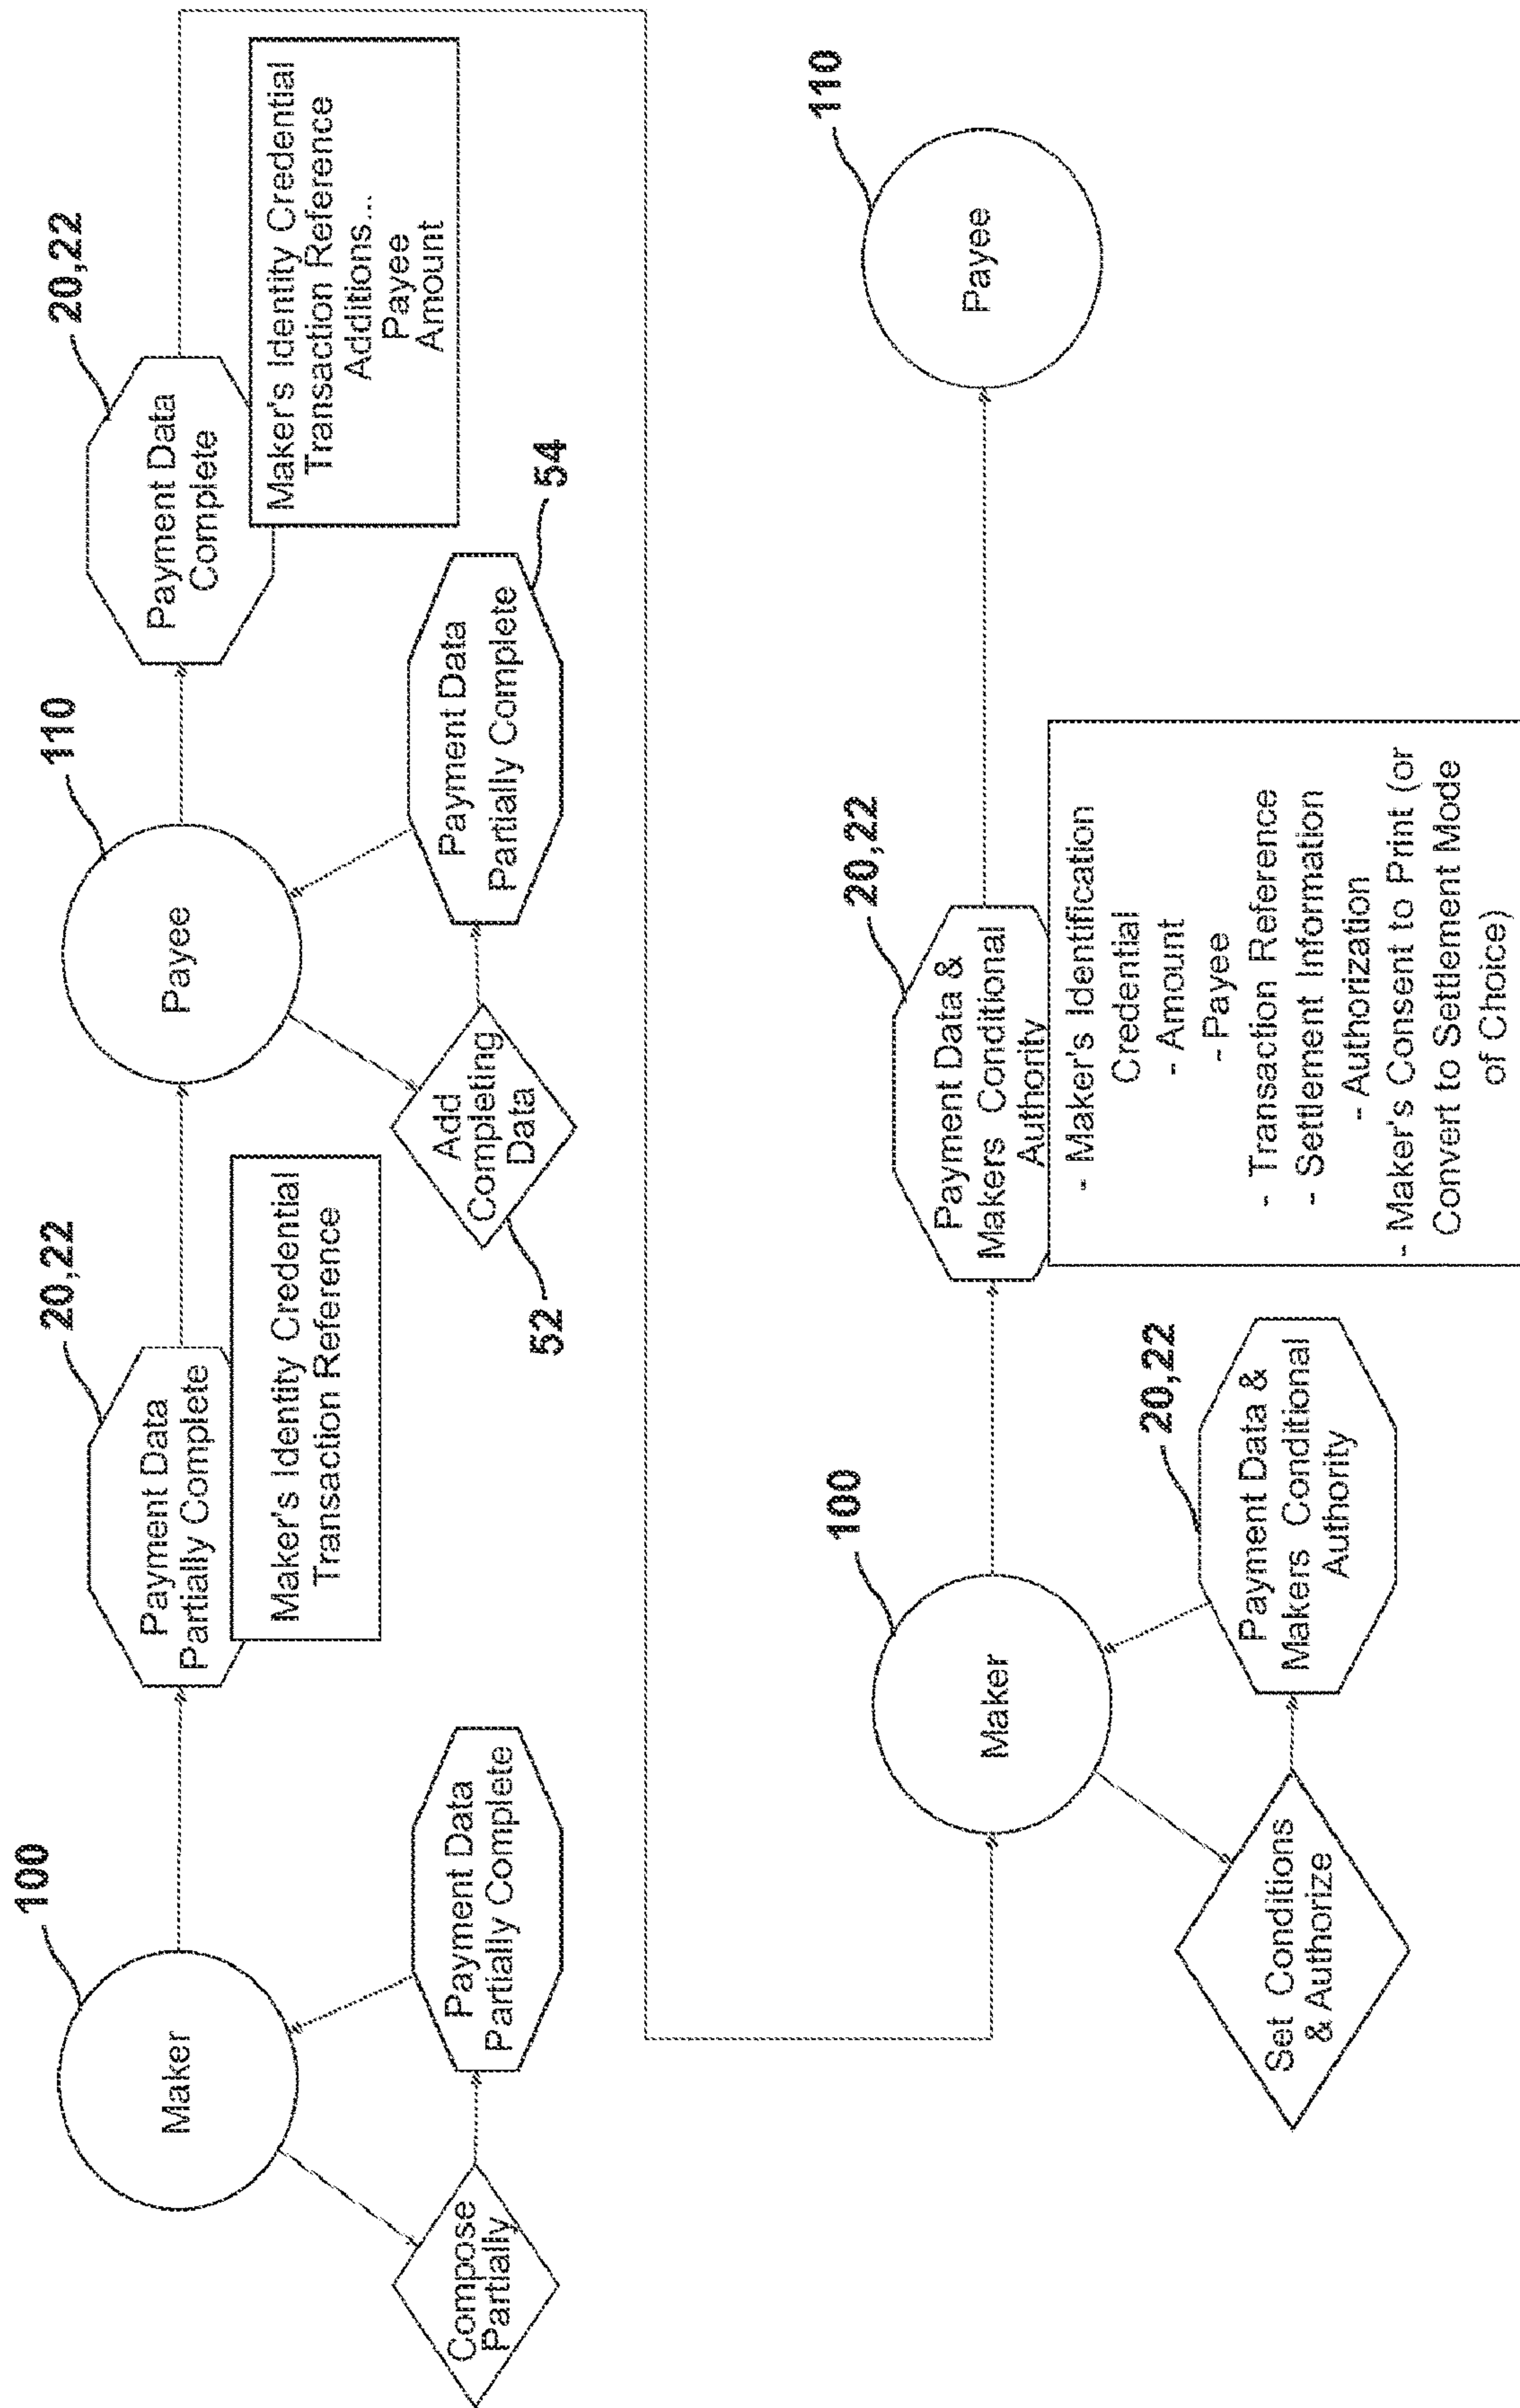 100
Maker
Compose
Partially
Payment Data
Partially Complete
20,22
Payment Data
Partially Complete
Maker's Identity Credential
Transaction Reference
110
Payee
52
Add
Completing
Data
Payment Data
Partially Complete
54
20,22
Payment Data
Complete
Maker's Identity Credential
Transaction Reference
Additions...
Payee
Amount
100
Maker
Set Conditions
& Authorize
20,22
Payment Data &
Makers Conditional
Authority
20,22
Payment Data &
Makers Conditional
Authority
- Maker's Identification
Credential
- Amount
- Payee
- Transaction Reference
- Settlement Information
- Authorization
- Maker's Consent to Print (or
Convert to Settlement Mode
of Choice)
110
Payee